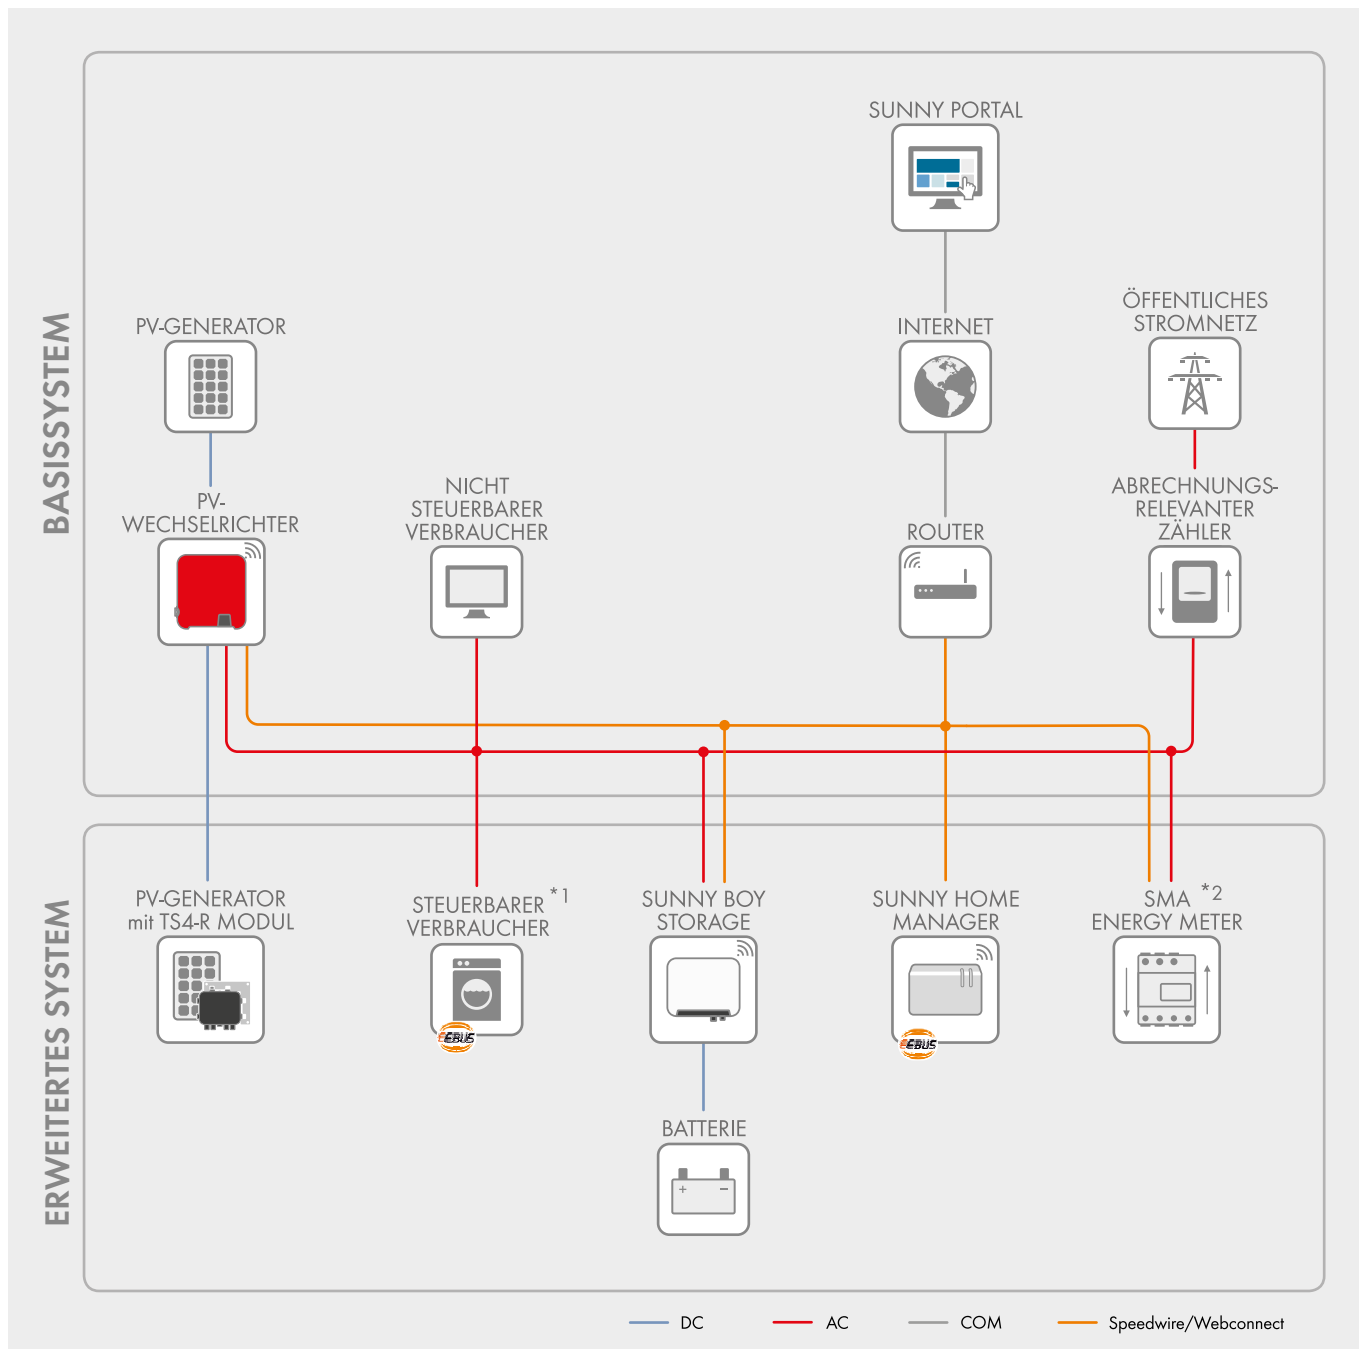 BASISSYSTEM
SUNNY PORTAL
PV-GENERATOR
INTERNET
ÖFFENTLICHES
STROMNETZ
PV-
WECHSELRICHTER
NICHT
STEUERBARER
VERBRAUCHER
ROUTER
ABRECHNUNGS-
RELEVANTER
ZÄHLER
ERWEITERTES SYSTEM
PV-GENERATOR
mit TS4-R MODUL
STEUERBARER *1
VERBRAUCHER
EEBUS
SUNNY BOY
STORAGE
SUNNY HOME
MANAGER
EEBUS
SMA *2
ENERGY METER
BATTERIE
+ −
DC
AC
COM
Speedwire/Webconnect